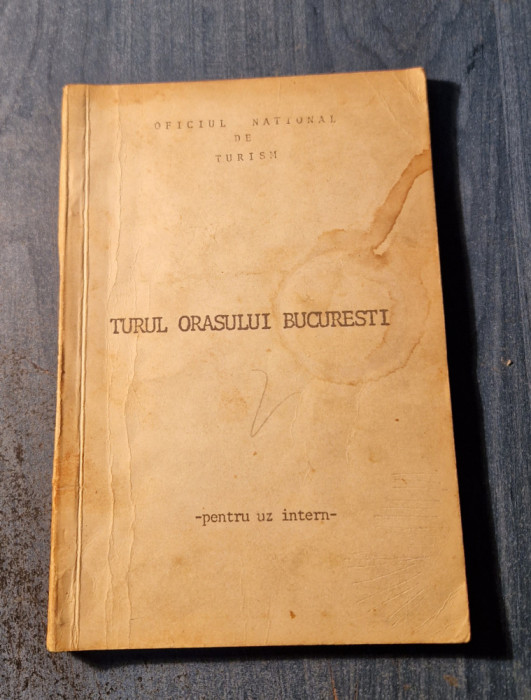 OFICIUL NATIONAL
DE
TURISM
TURUL ORASULUI BUCURESTI
-pentru uz intern-